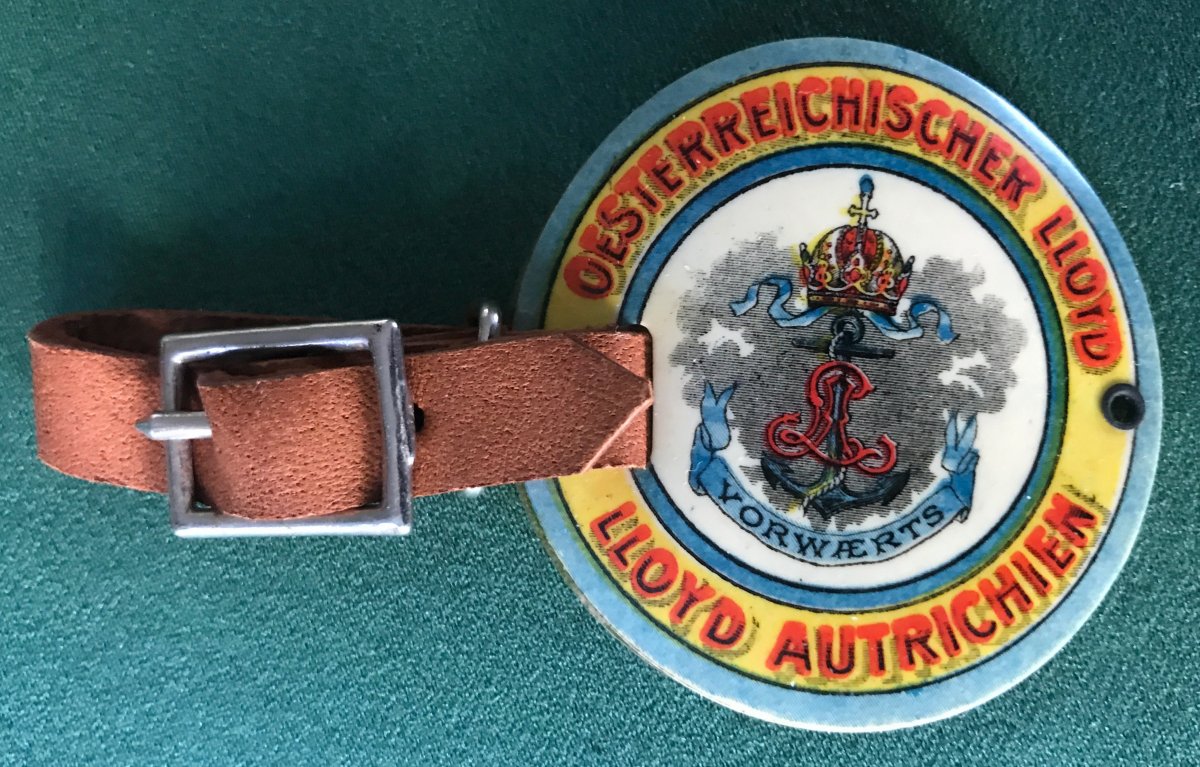 OESTERREICHISCHER LLOYD
VORWÆRTS
LLOYD AUTRICHIEN